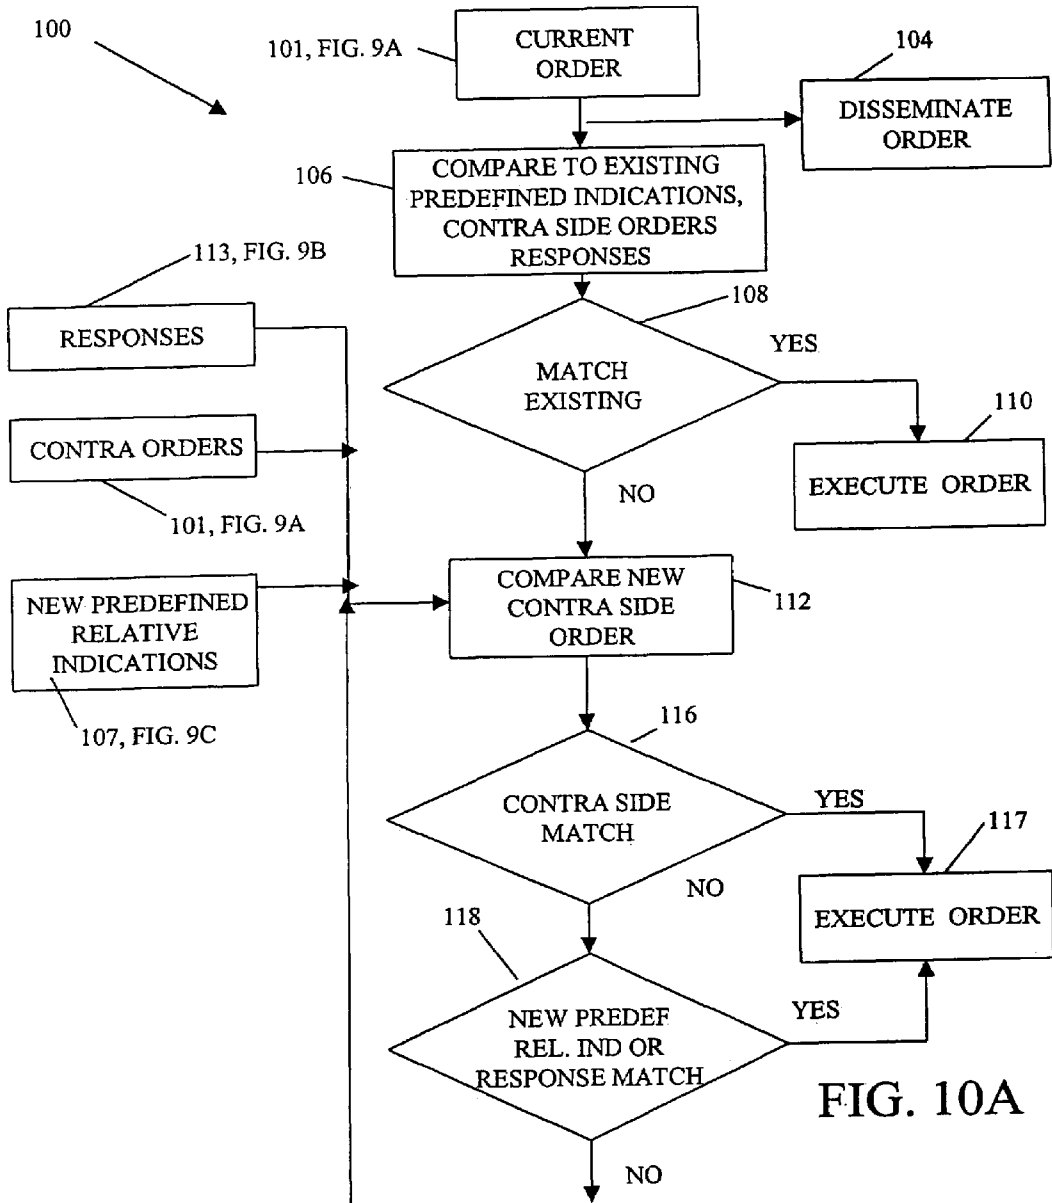 100
101, FIG. 9A
CURRENT
ORDER
104
DISSEMINATE
ORDER
106
COMPARE TO EXISTING
PREDEFINED INDICATIONS,
CONTRA SIDE ORDERS
RESPONSES
113, FIG. 9B
RESPONSES
108
MATCH
EXISTING
YES
110
EXECUTE ORDER
CONTRA ORDERS
101, FIG. 9A
NO
NEW PREDEFINED
RELATIVE
INDICATIONS
107, FIG. 9C
COMPARE NEW
CONTRA SIDE
ORDER
112
116
CONTRA SIDE
MATCH
YES
117
EXECUTE ORDER
NO
118
NEW PREDEF
REL. IND OR
RESPONSE MATCH
YES
FIG. 10A
NO